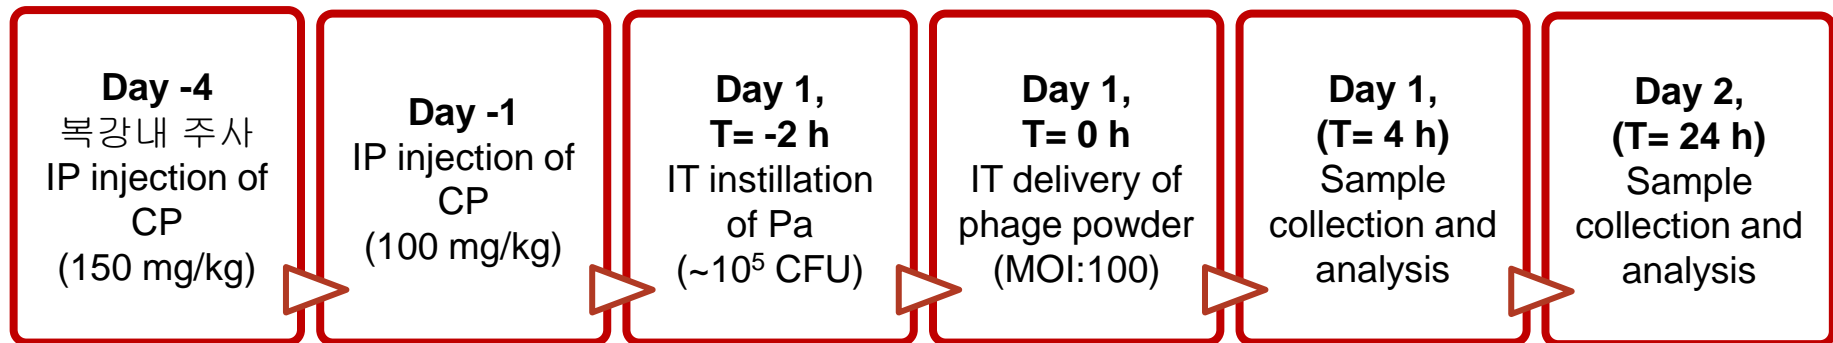 Day -4
복강내 주사
IP injection of
CP
(150 mg/kg)
Day -1
IP injection of
CP
(100 mg/kg)
Day 1,
T= -2 h
IT instillation
of Pa
(~10⁵ CFU)
Day 1,
T= 0 h
IT delivery of
phage powder
(MOI:100)
Day 1,
(T= 4 h)
Sample
collection and
analysis
Day 2,
(T= 24 h)
Sample
collection and
analysis